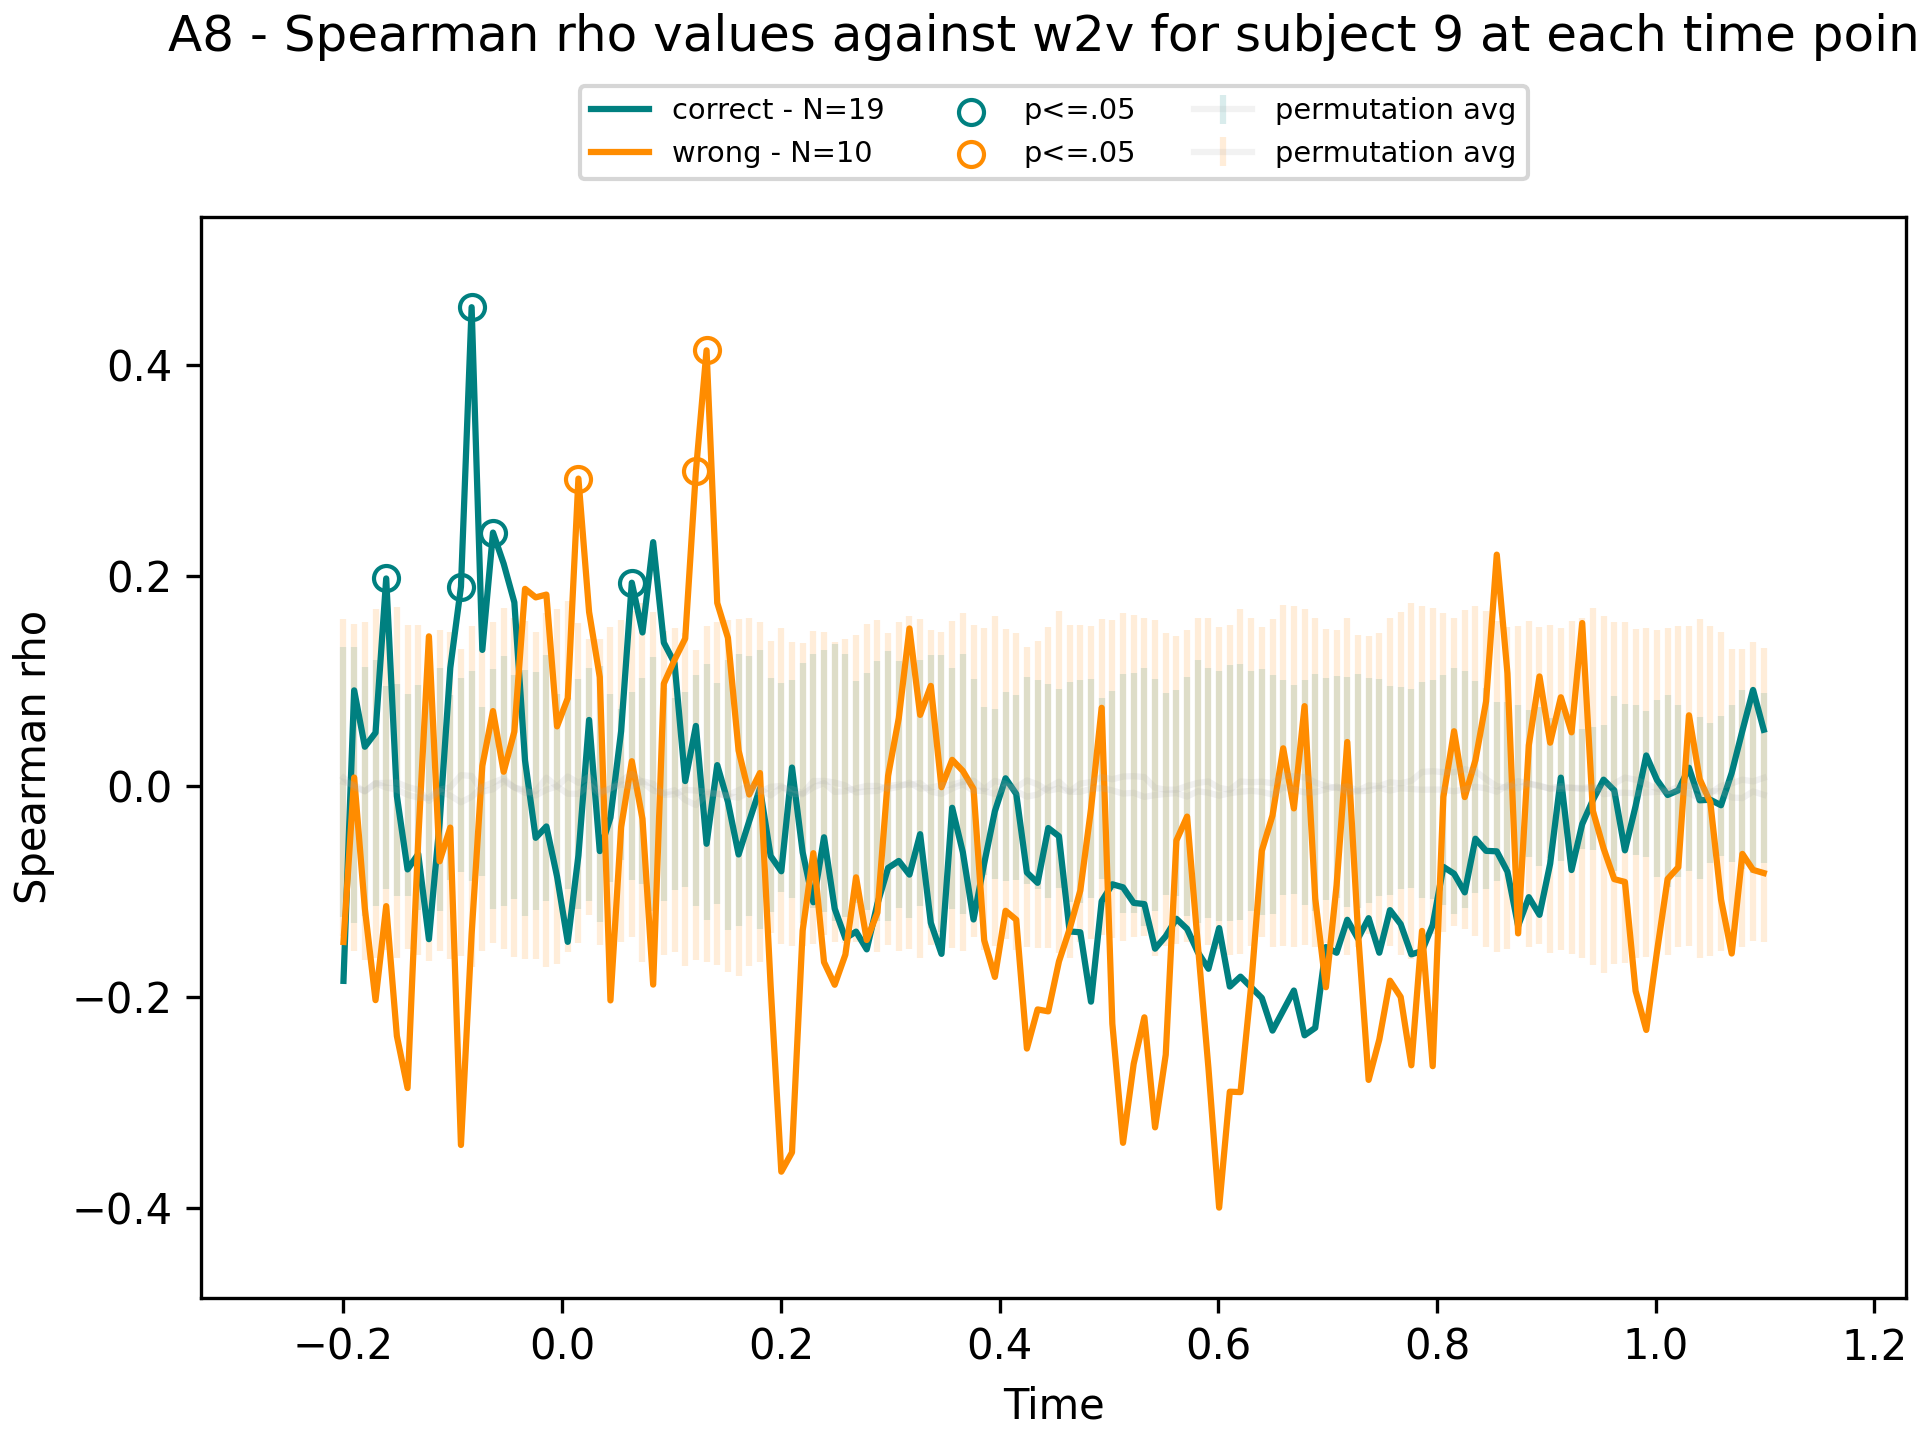 A8 - Spearman rho values against w2v for subject 9 at each time poin
correct - N=19 p<=.05 permutation avg
wrong - N=10 p<=.05 permutation avg
0.4
0.2
0.0
−0.2
−0.4
Spearman rho
−0.2 0.0 0.2 0.4 0.6 0.8 1.0 1.2
Time